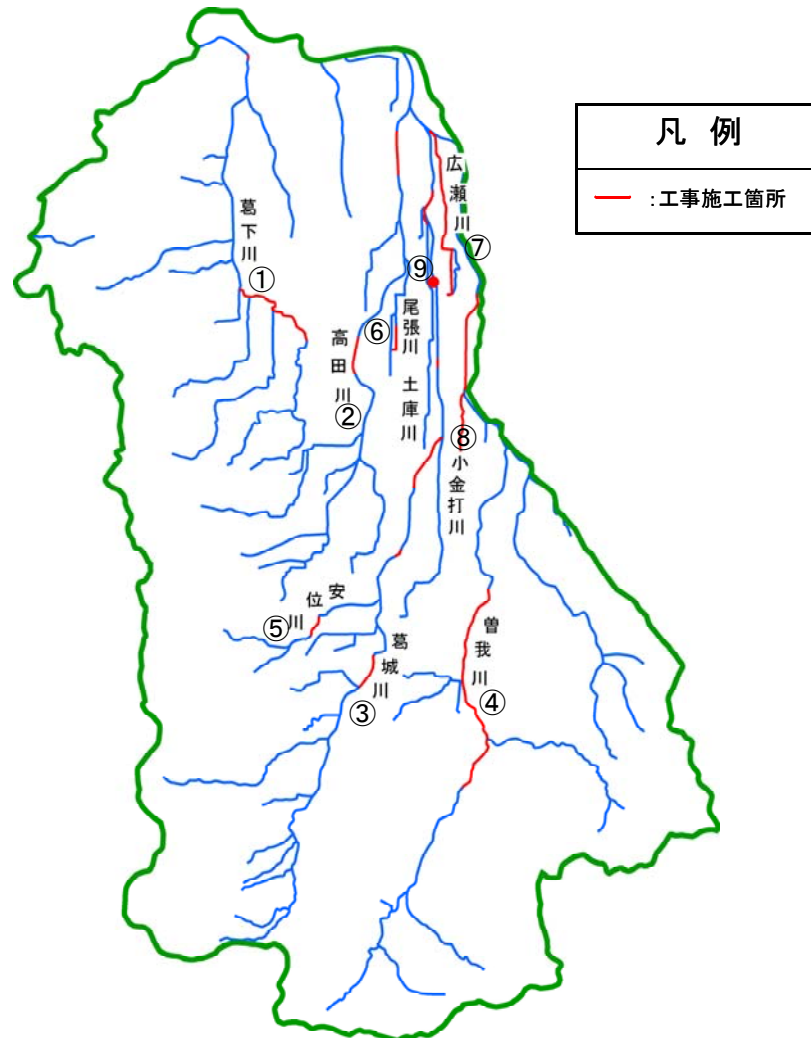 凡 例
:工事施工箇所
広瀬川
⑦
葛下川
①
⑨
尾張川
⑥
高田川
②
土庫川
⑧
小金打川
安位川
⑤
葛城川
③
曽我川
④